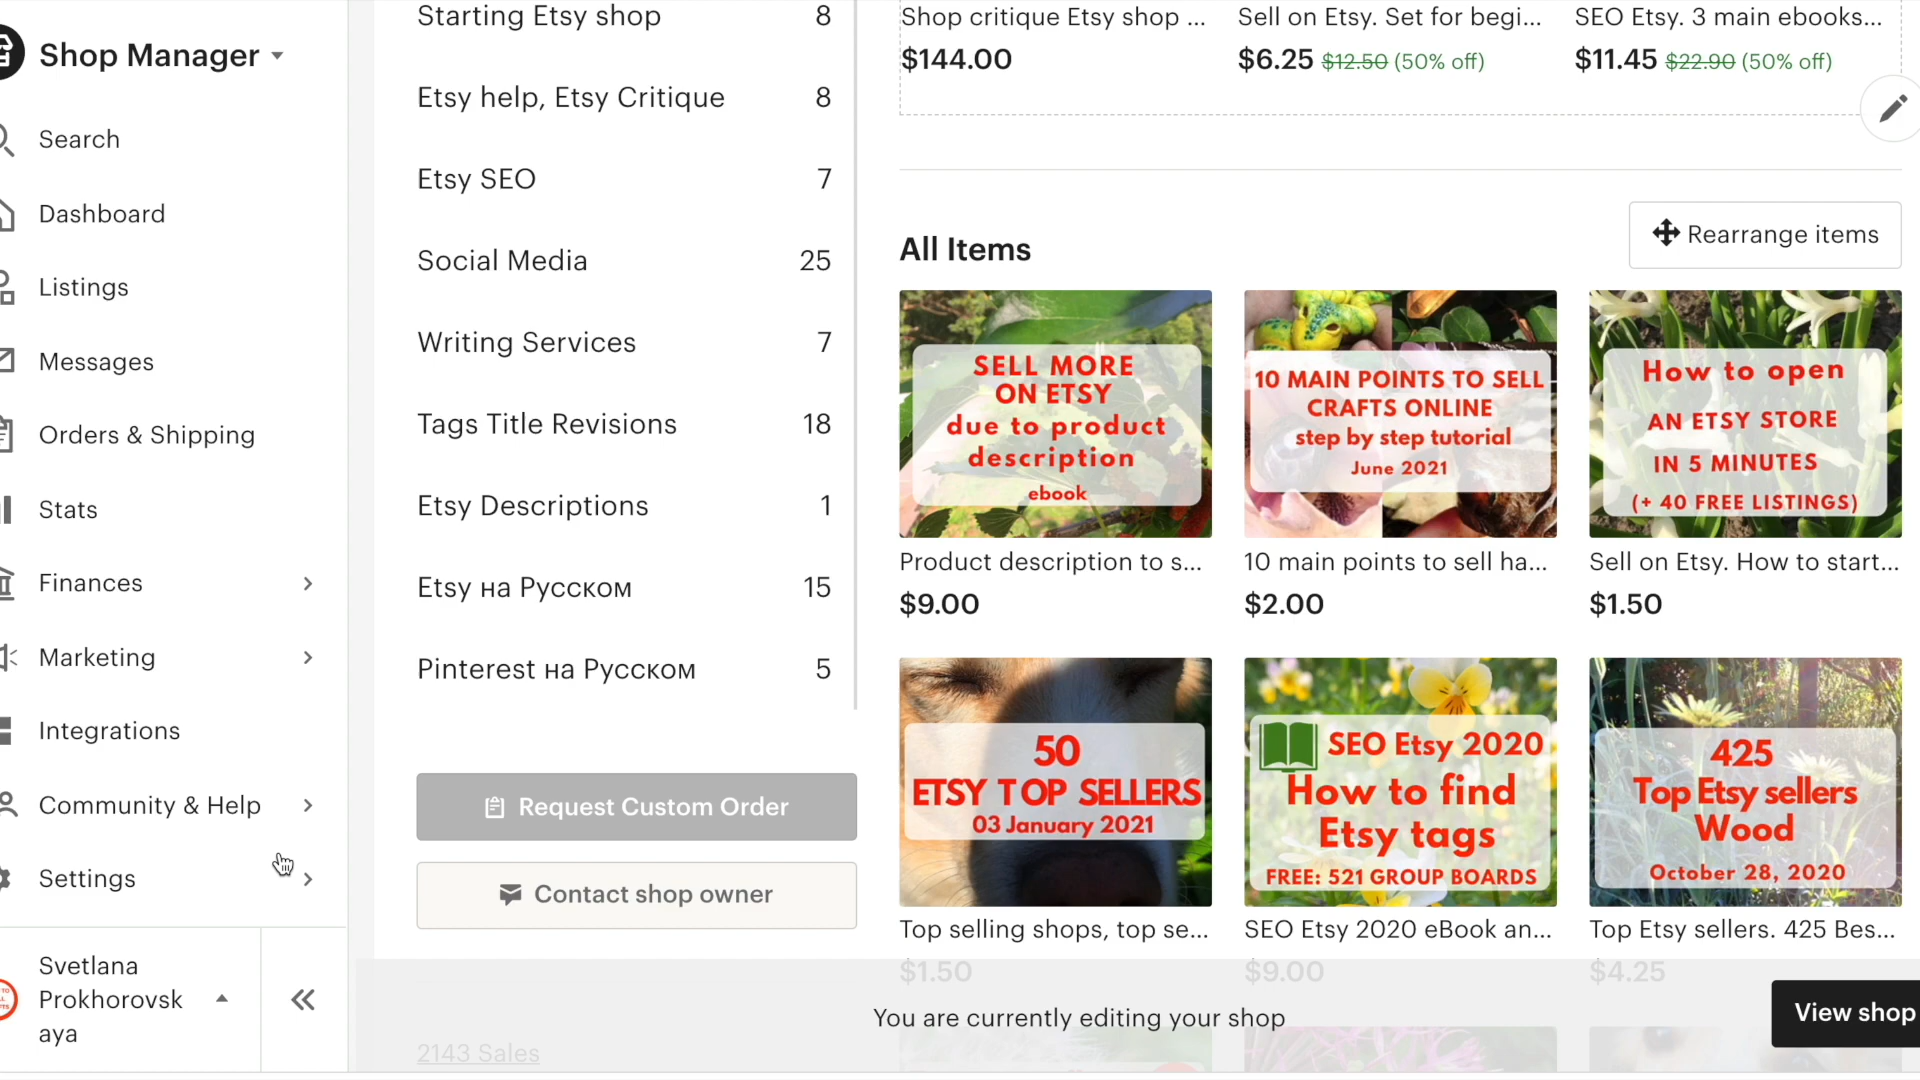 Shop Manager
Search
Dashboard
Listings
Messages
Orders & Shipping
Stats
Finances
Marketing
Integrations
Community & Help
Settings
Svetlana
Prokhorovsk
aya
Starting Etsy shop 8
Etsy help, Etsy Critique 8
Etsy SEO 7
Social Media 25
Writing Services 7
Tags Title Revisions 18
Etsy Descriptions 1
Etsy на Русском 15
Pinterest на Русском 5
Request Custom Order
Contact shop owner
2143 Sales
Shop critique Etsy shop ...
$144.00
Sell on Etsy. Set for begi...
$6.25 $12.50 (50% off)
SEO Etsy. 3 main ebooks...
$11.45 $22.90 (50% off)
All Items
Rearrange items
SELL MORE
ON ETSY
due to product
description
ebook
Product description to s...
$9.00
10 MAIN POINTS TO SELL
CRAFTS ONLINE
step by step tutorial
June 2021
10 main points to sell ha...
$2.00
How to open
AN ETSY STORE
IN 5 MINUTES
(+ 40 FREE LISTINGS)
Sell on Etsy. How to start...
$1.50
50
ETSY TOP SELLERS
03 January 2021
Top selling shops, top se...
$1.50
SEO Etsy 2020
How to find
Etsy tags
FREE: 521 GROUP BOARDS
SEO Etsy 2020 eBook an...
$9.00
425
Top Etsy sellers
Wood
October 28, 2020
Top Etsy sellers. 425 Bes...
$4.25
You are currently editing your shop
View shop